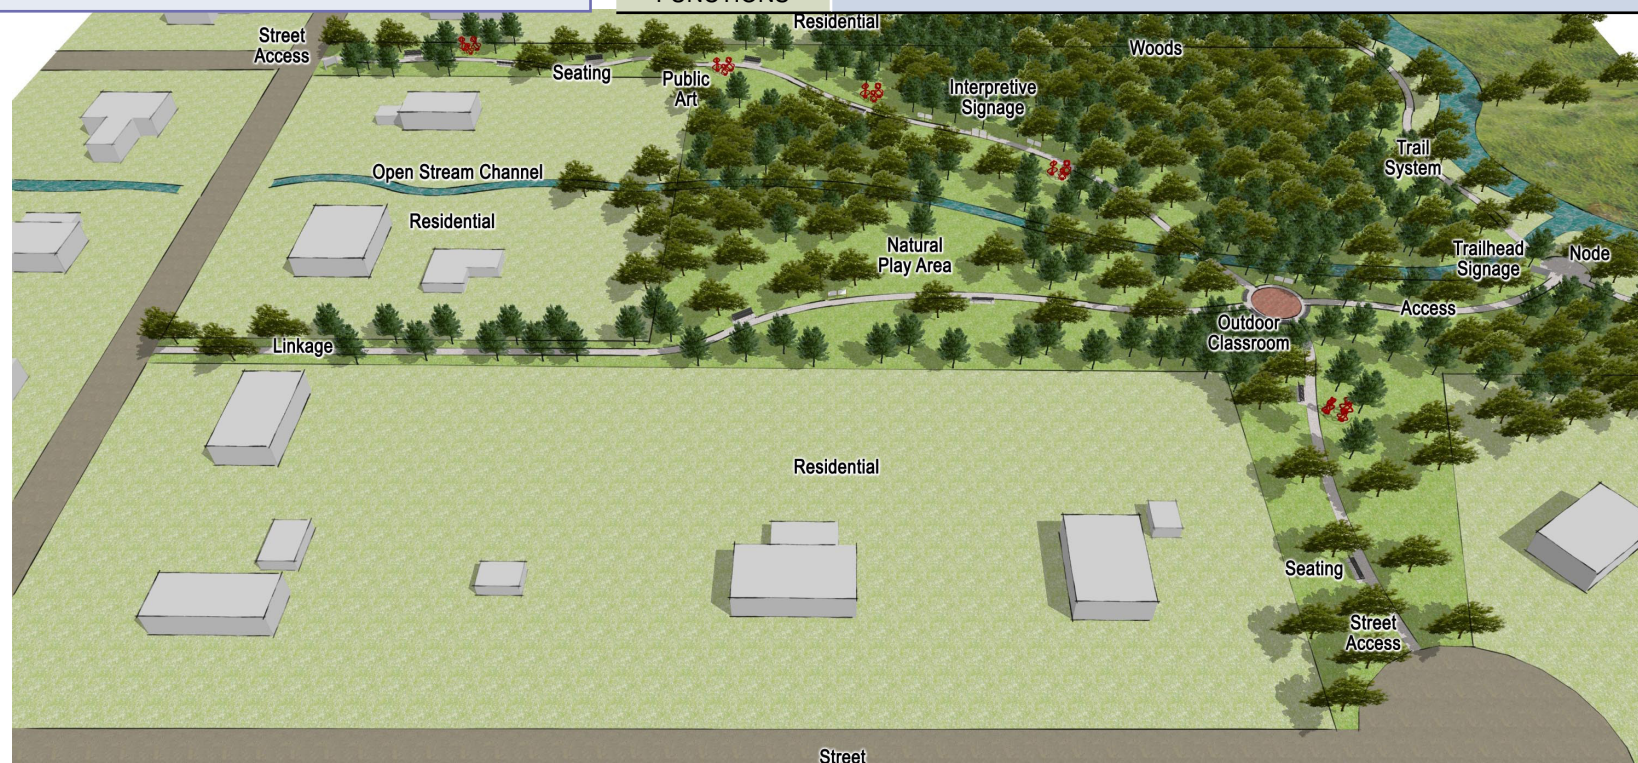 FUNCTIONS
Residential
Street
Access
Woods
Seating
Public
Art
Interpretive
Signage
Trail
System
Open Stream Channel
Residential
Natural
Play Area
Trailhead
Signage
Node
Access
Outdoor
Classroom
Linkage
Residential
Seating
Street
Access
Street